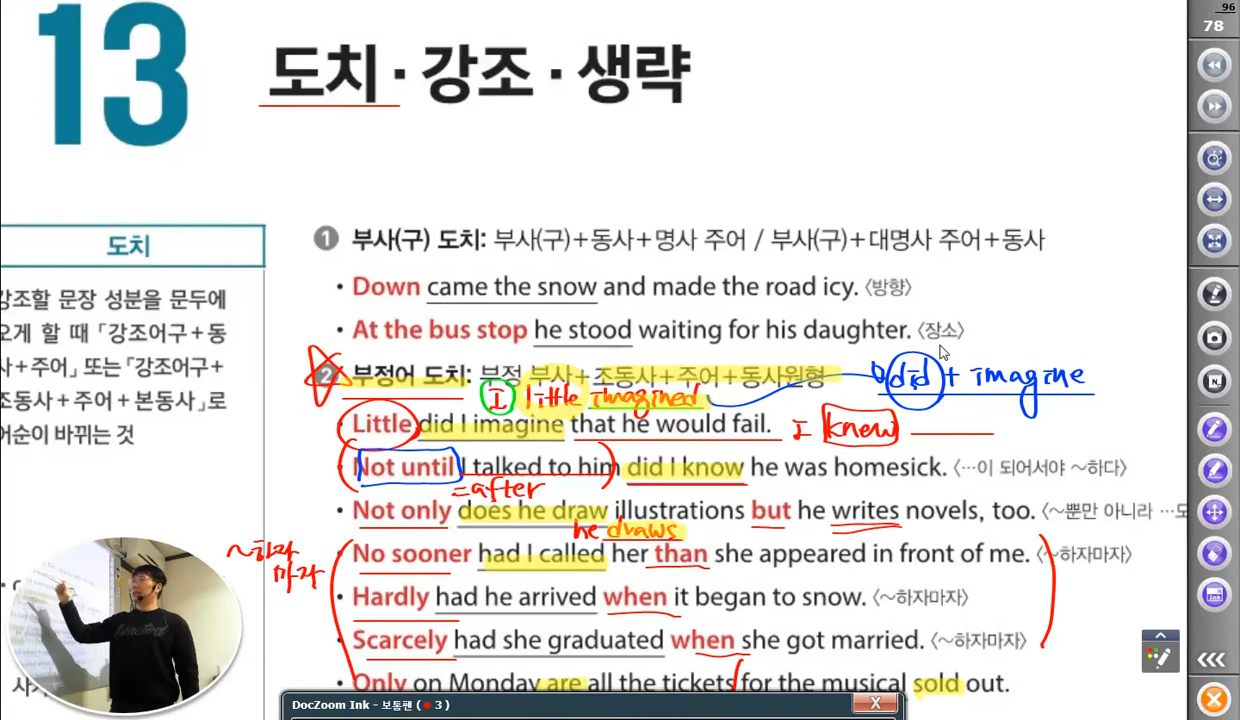 96
78
13 도치·강조·생략
도치
강할 문장 성분을 문두에
오게 할 때 「강조어구+동
사+주어」 또는 「강조어구+
조동사+주어+본동사」로
어순이 바뀌는 것
1 부사(구) 도치: 부사(구)+동사+명사 주어 / 부사(구)+대명사 주어+동사
• Down came the snow and made the road icy. 〈방향〉
• At the bus stop he stood waiting for his daughter. 〈장소〉
2 부정어 도치: 부정 부사+조동사+주어+동사원형
did + imagine
I little imagined
• Little did I imagine that he would fail.
I knew
• Not until I talked to him did I know he was homesick. 〈…이 되어서야 ~하다〉
=after
• Not only does he draw illustrations but he writes novels, too. 〈~뿐만 아니라 …도
he draws
~하자
마자
• No sooner had I called her than she appeared in front of me. 〈~하자마자〉
• Hardly had he arrived when it began to snow. 〈~하자마자〉
• Scarcely had she graduated when she got married. 〈~하자마자〉
• Only on Monday are all the tickets for the musical sold out.
DocZoom Ink - 보통펜 ( 3 )